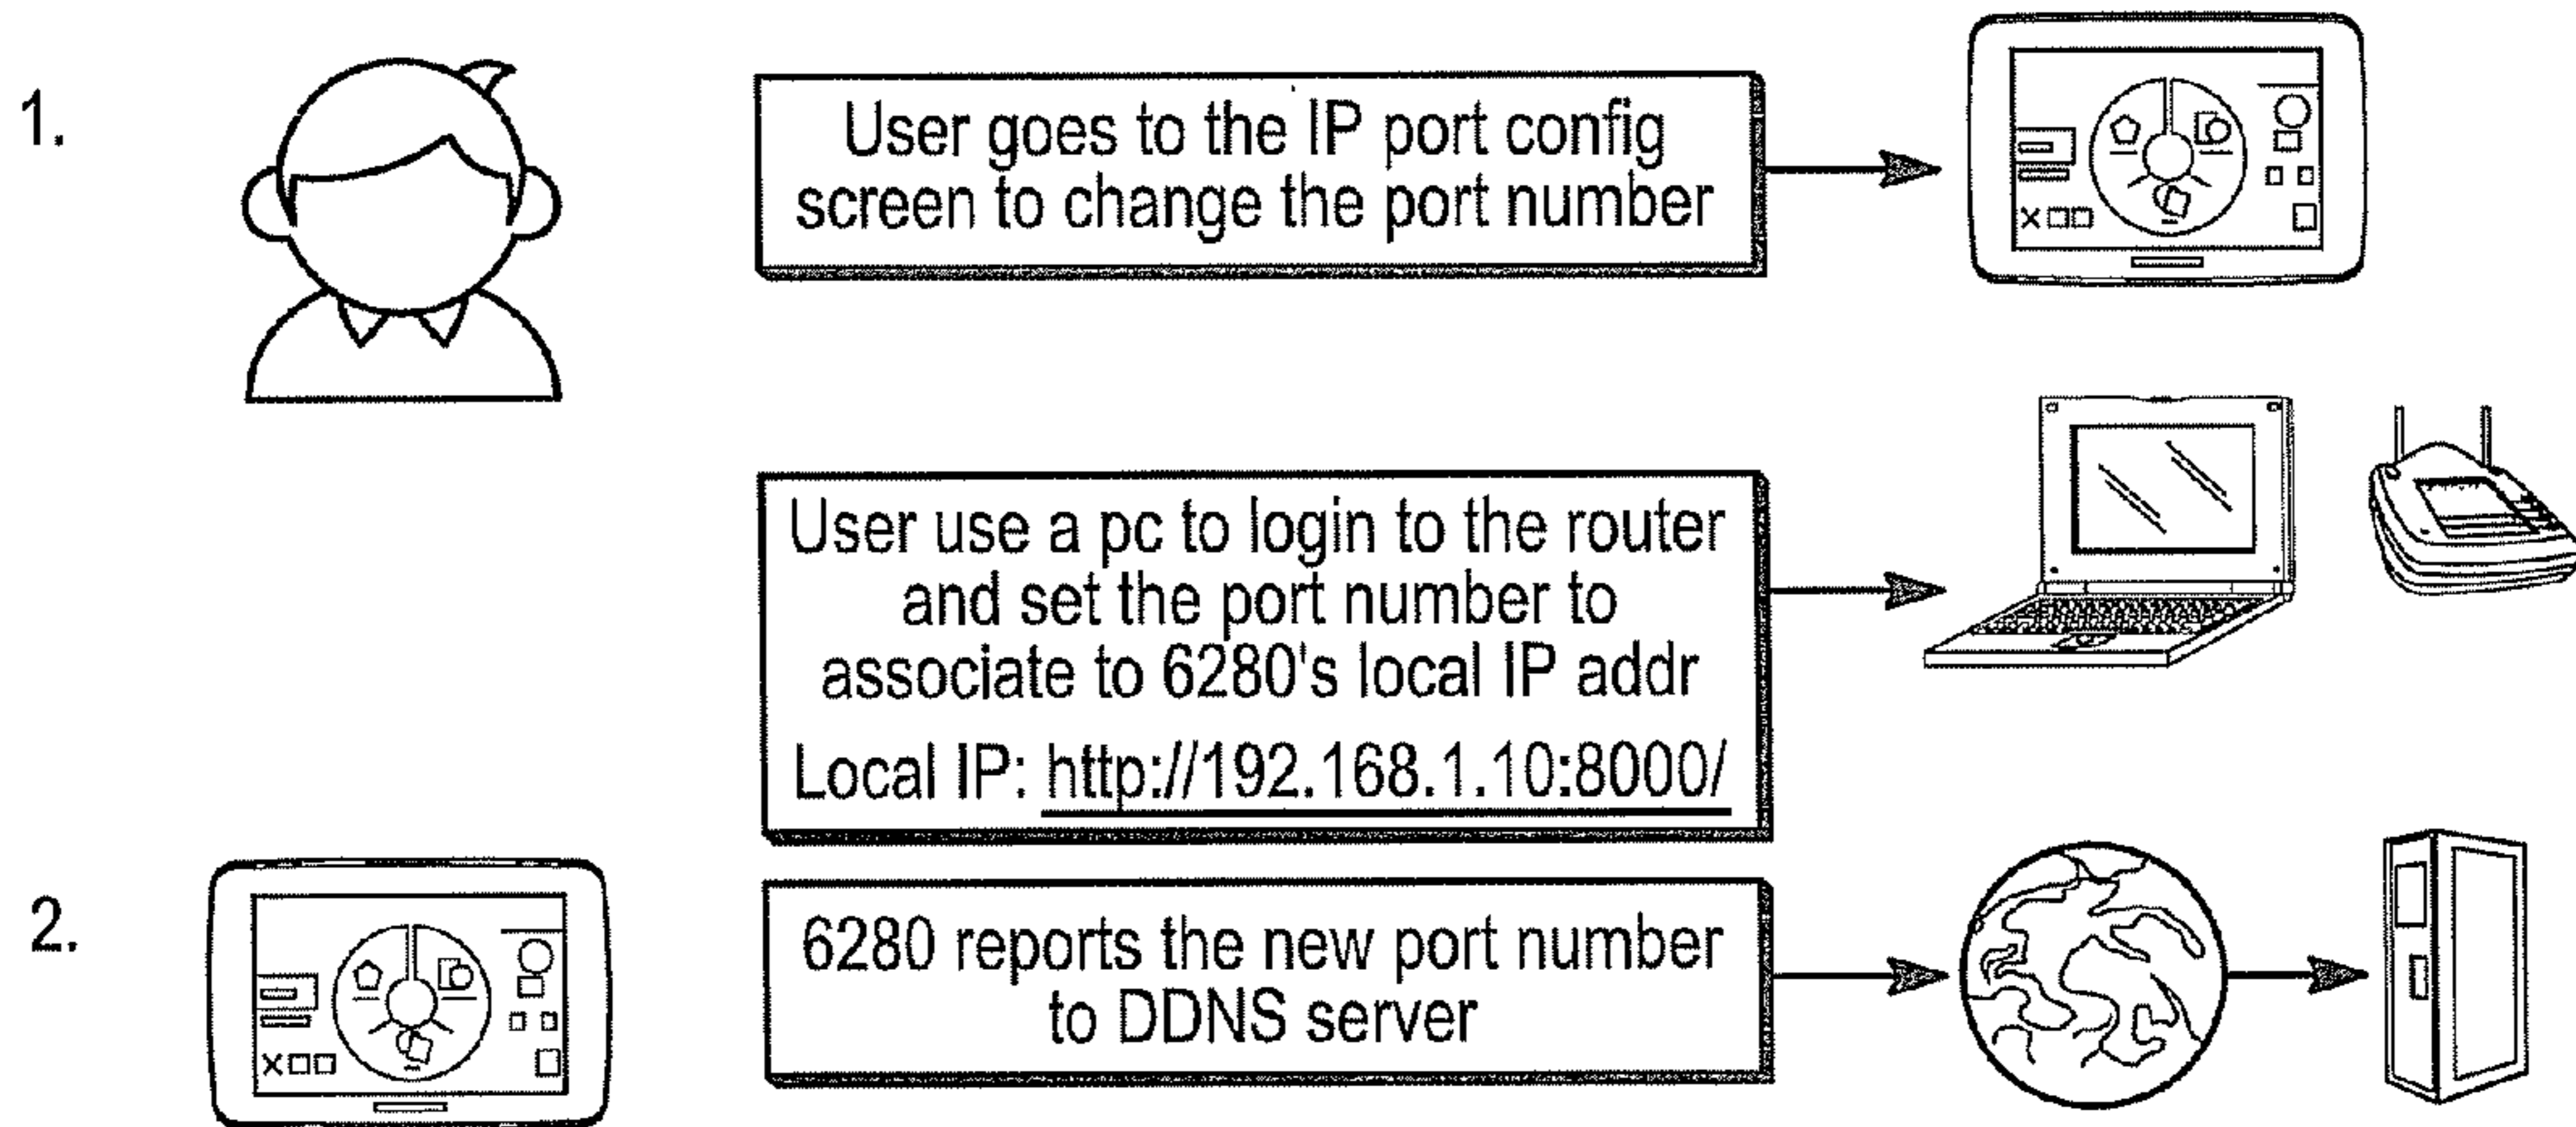 1.
User goes to the IP port config
screen to change the port number
User use a pc to login to the router
and set the port number to
associate to 6280's local IP addr
Local IP: http://192.168.1.10:8000/
2.
6280 reports the new port number
to DDNS server